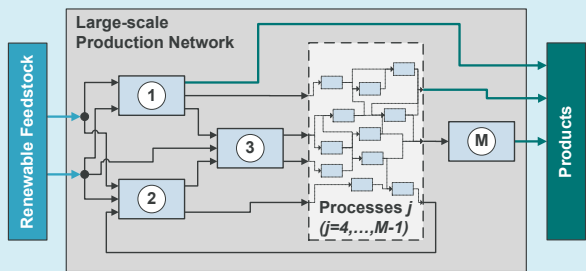 Large-scale
Production Network
Renewable Feedstock
1
2
3
Processes j
(j=4,...,M-1)
M
Products